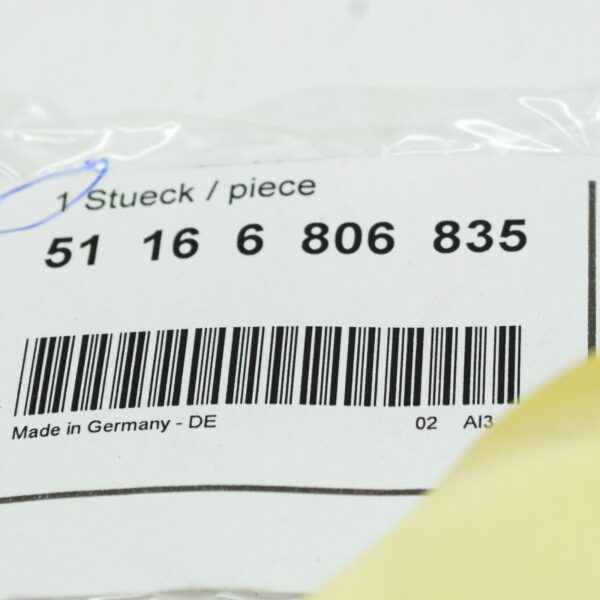 1 Stueck / piece
51 16 6 806 835
Made in Germany - DE 02 AI3